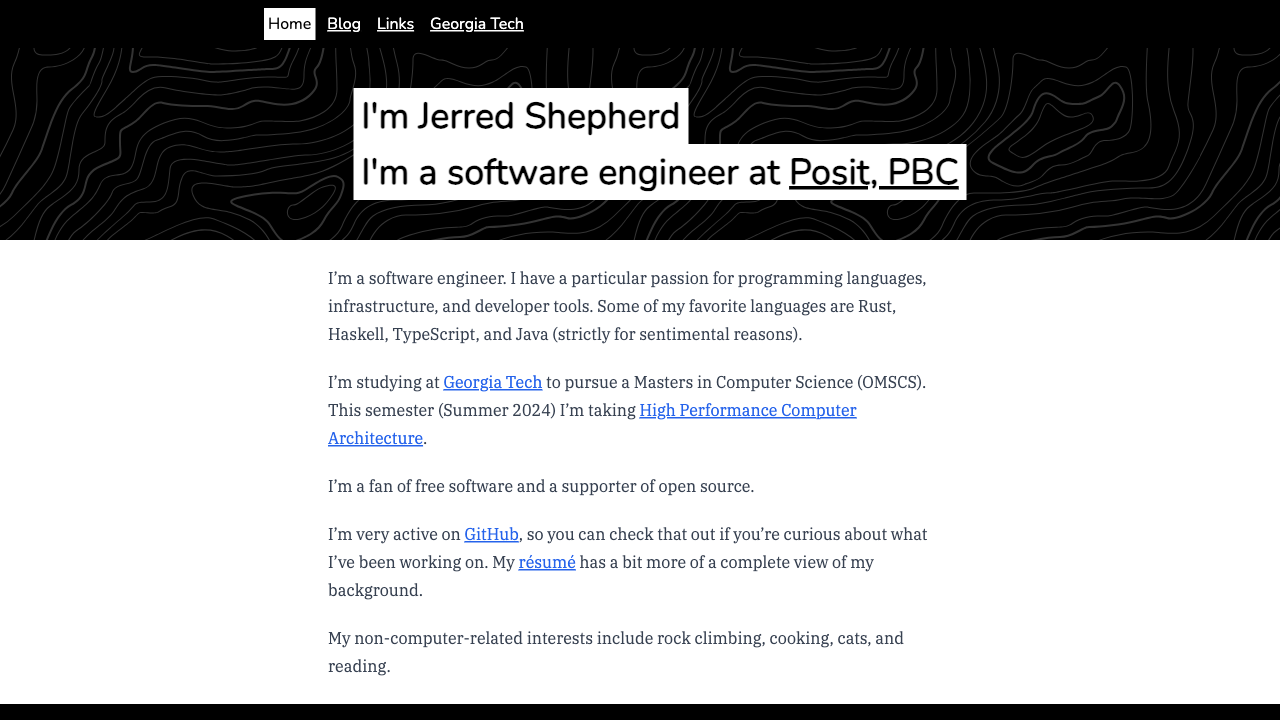 Home Blog Links Georgia Tech
I'm Jerred Shepherd
I'm a software engineer at Posit, PBC
I’m a software engineer. I have a particular passion for programming languages,
infrastructure, and developer tools. Some of my favorite languages are Rust,
Haskell, TypeScript, and Java (strictly for sentimental reasons).
I’m studying at Georgia Tech to pursue a Masters in Computer Science (OMSCS).
This semester (Summer 2024) I’m taking High Performance Computer
Architecture.
I’m a fan of free software and a supporter of open source.
I’m very active on GitHub, so you can check that out if you’re curious about what
I’ve been working on. My résumé has a bit more of a complete view of my
background.
My non-computer-related interests include rock climbing, cooking, cats, and
reading.